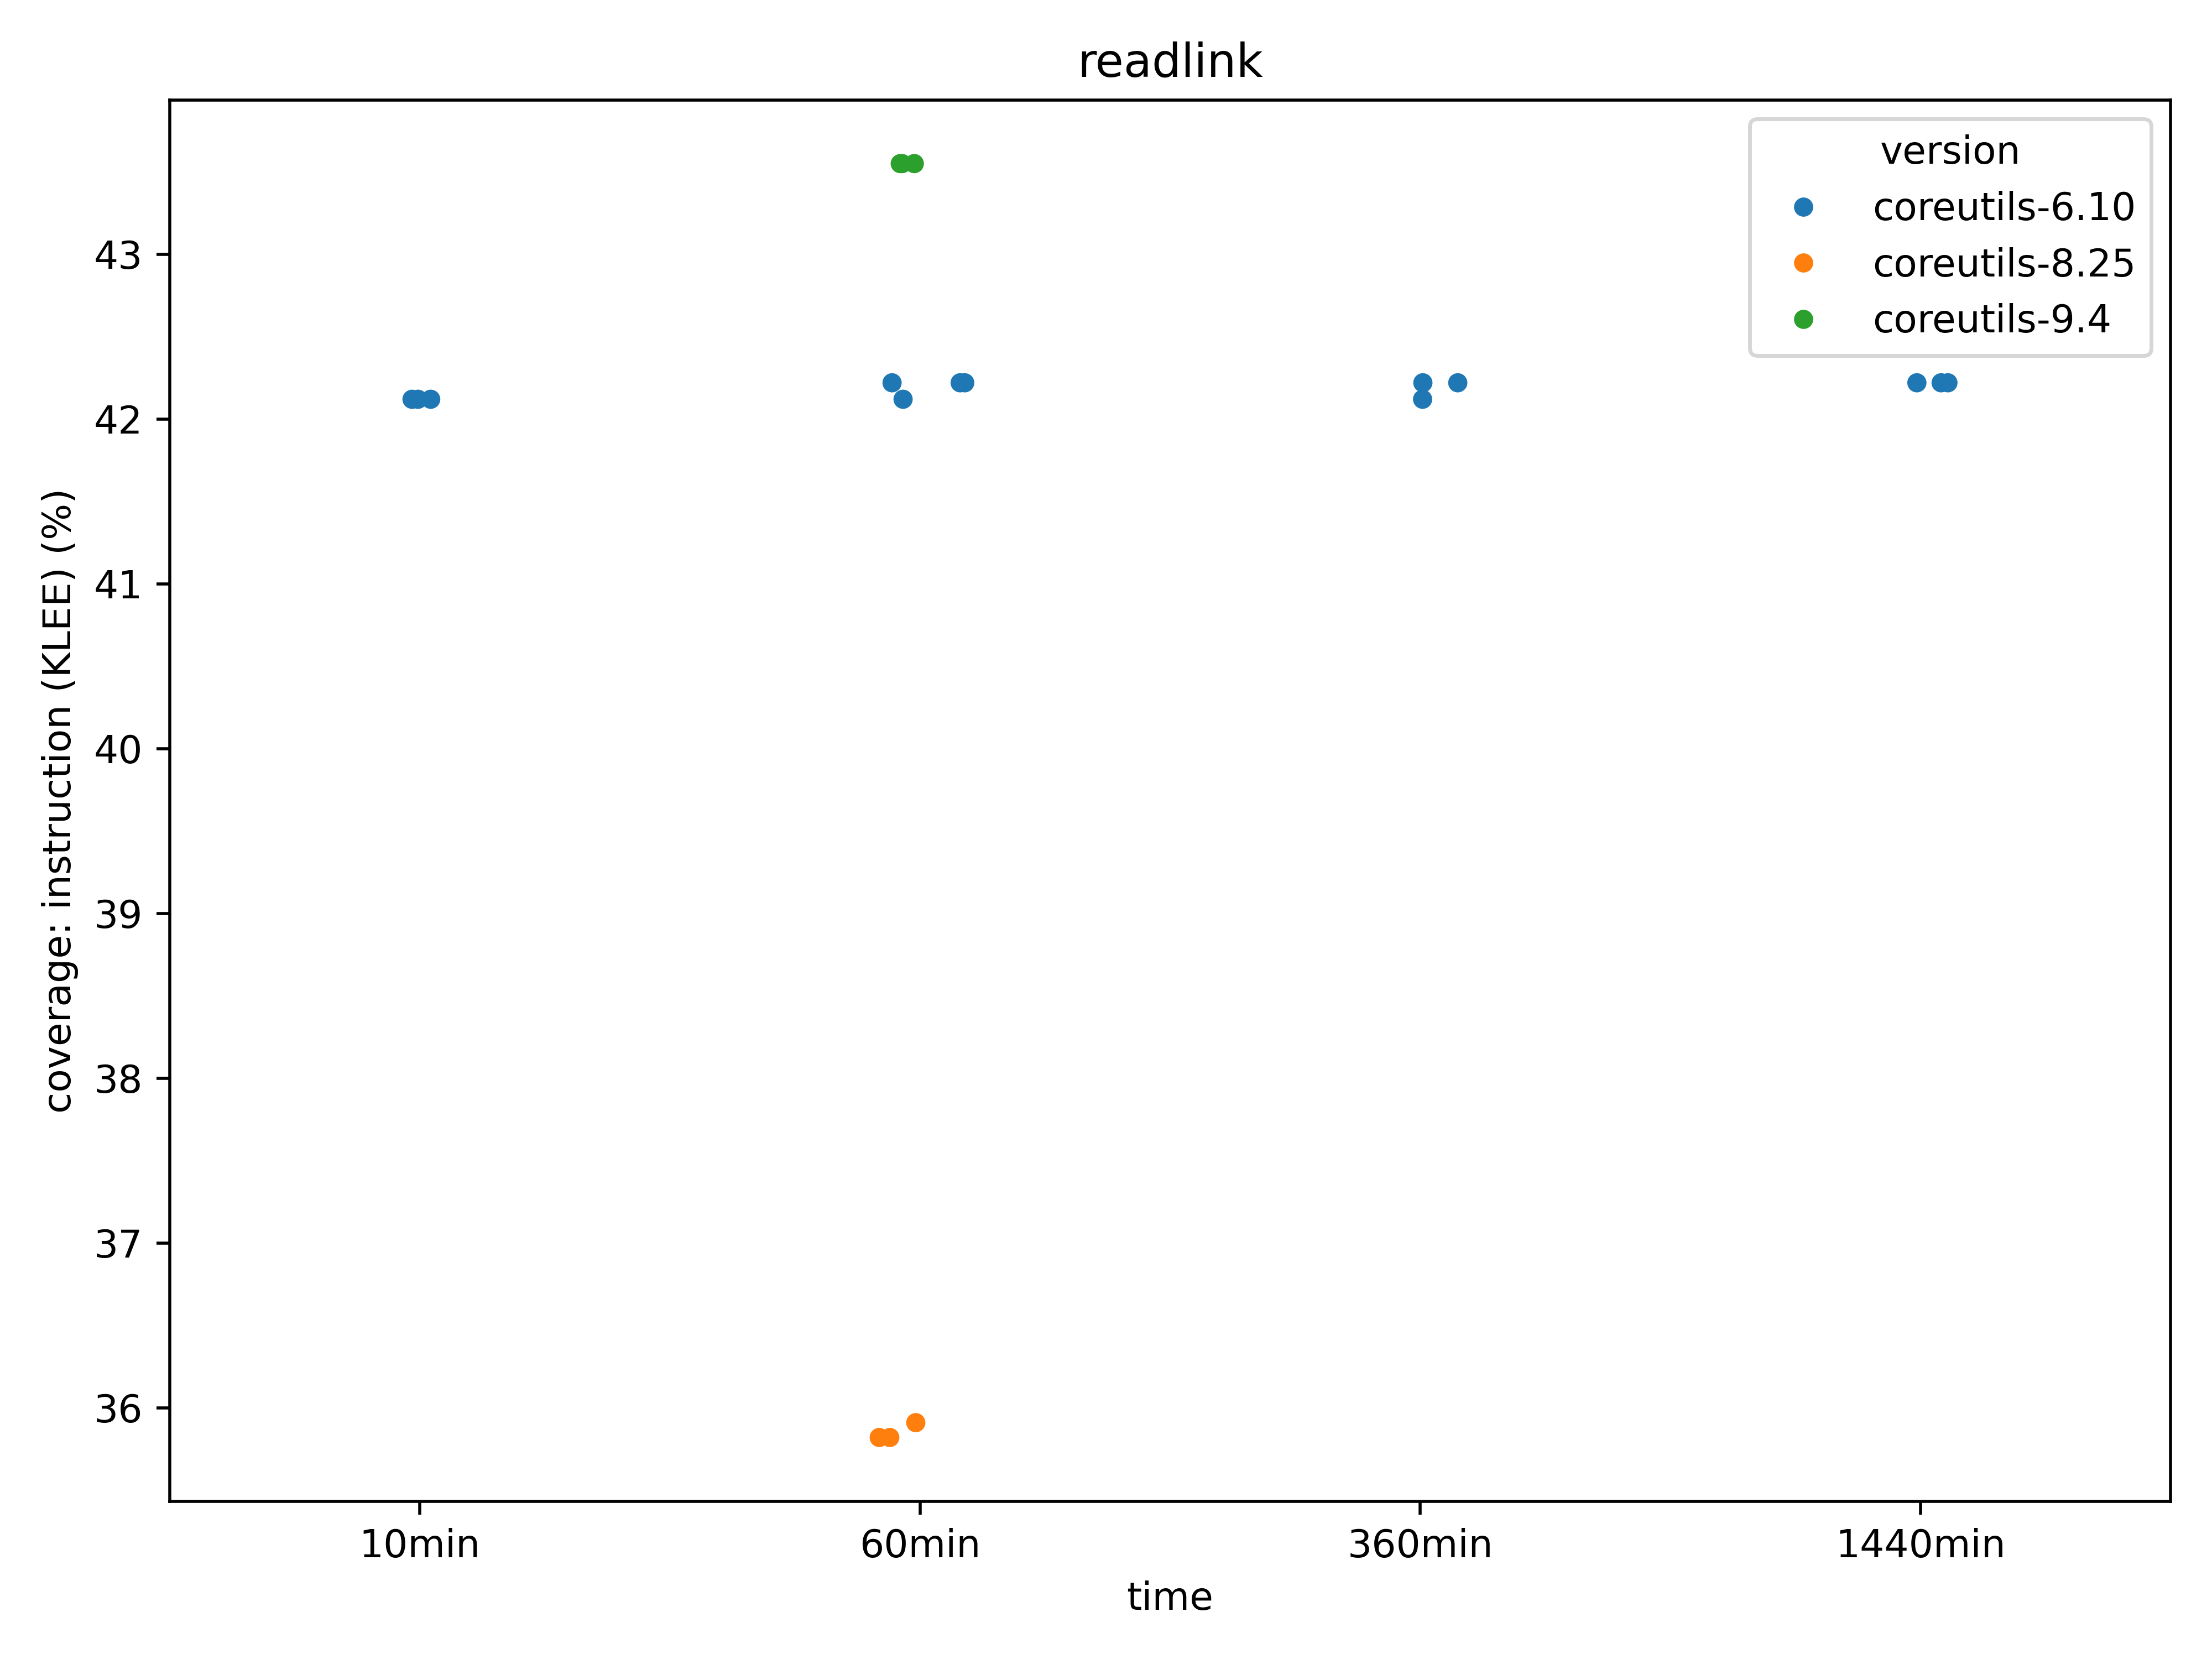 readlink
version
coreutils-6.10
coreutils-8.25
coreutils-9.4
43
42
41
40
39
38
37
36
coverage: instruction (KLEE) (%)
10min 60min 360min 1440min
time